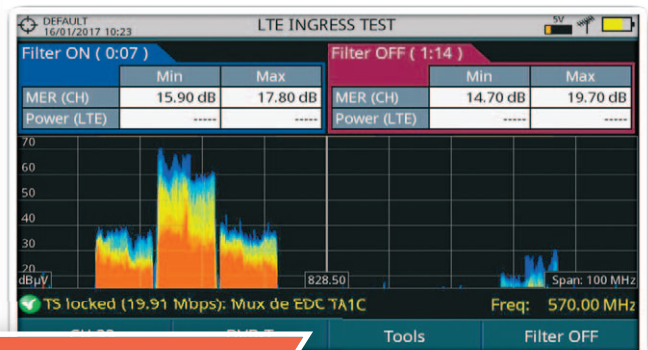 DEFAULT
16/01/2017 10:23
LTE INGRESS TEST
5V
Filter ON ( 0:07 )
Min Max
MER (CH) 15.90 dB 17.80 dB
Power (LTE) ----- -----
Filter OFF ( 1:14 )
Min Max
MER (CH) 14.70 dB 19.70 dB
Power (LTE) ----- -----
70
60
50
40
30
20
dBµV 828.50 Span: 100 MHz
TS locked (19.91 Mbps): Mux de EDC TA1C Freq: 570.00 MHz
Tools Filter OFF